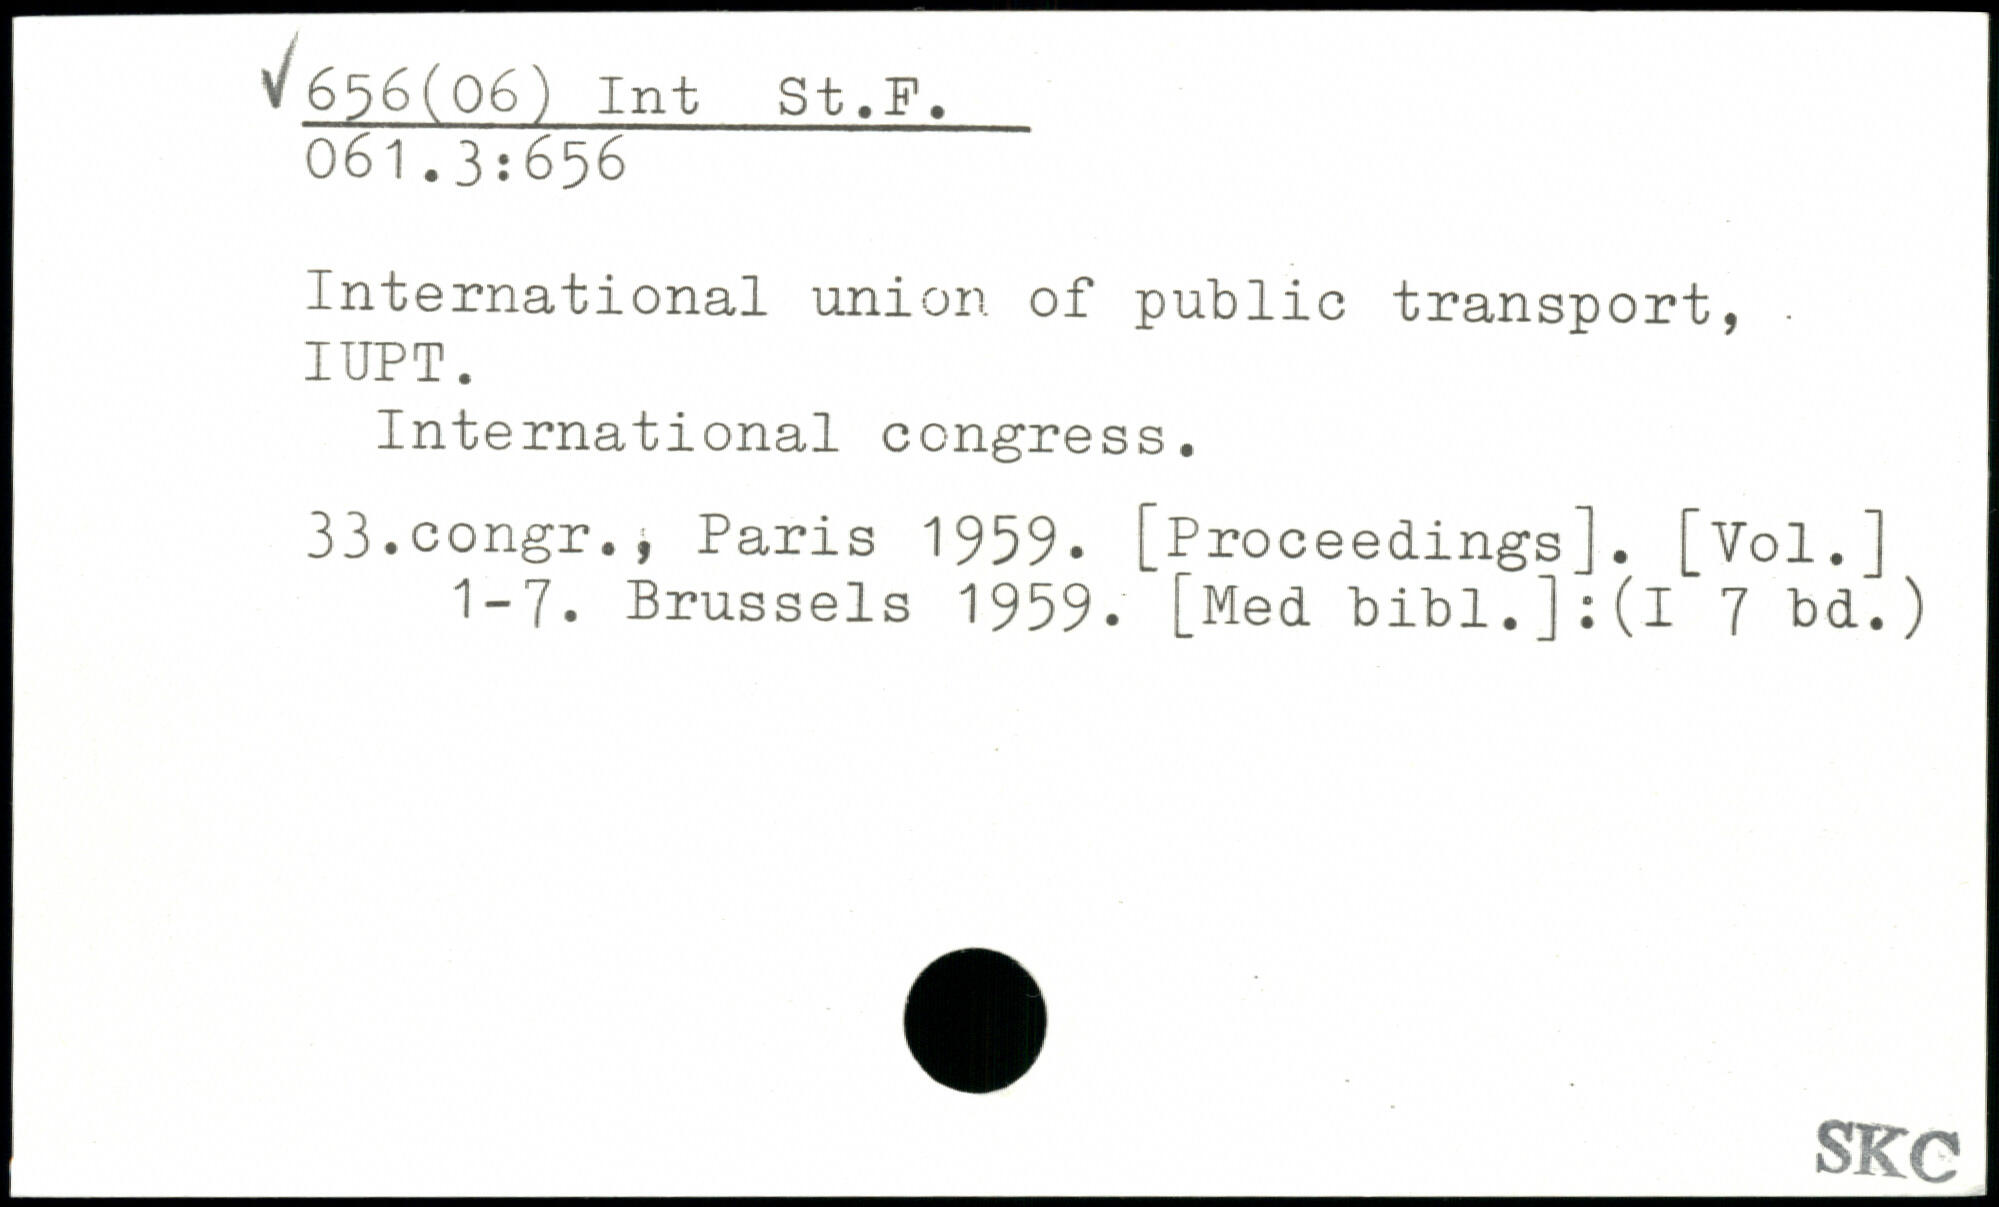 √656(06) Int St.F.
061.3:656
International union of public transport,
IUPT.
International congress.
33.congr., Paris 1959. [Proceedings]. [Vol.]
1-7. Brussels 1959. [Med bibl.]:(I 7 bd.)
SKC